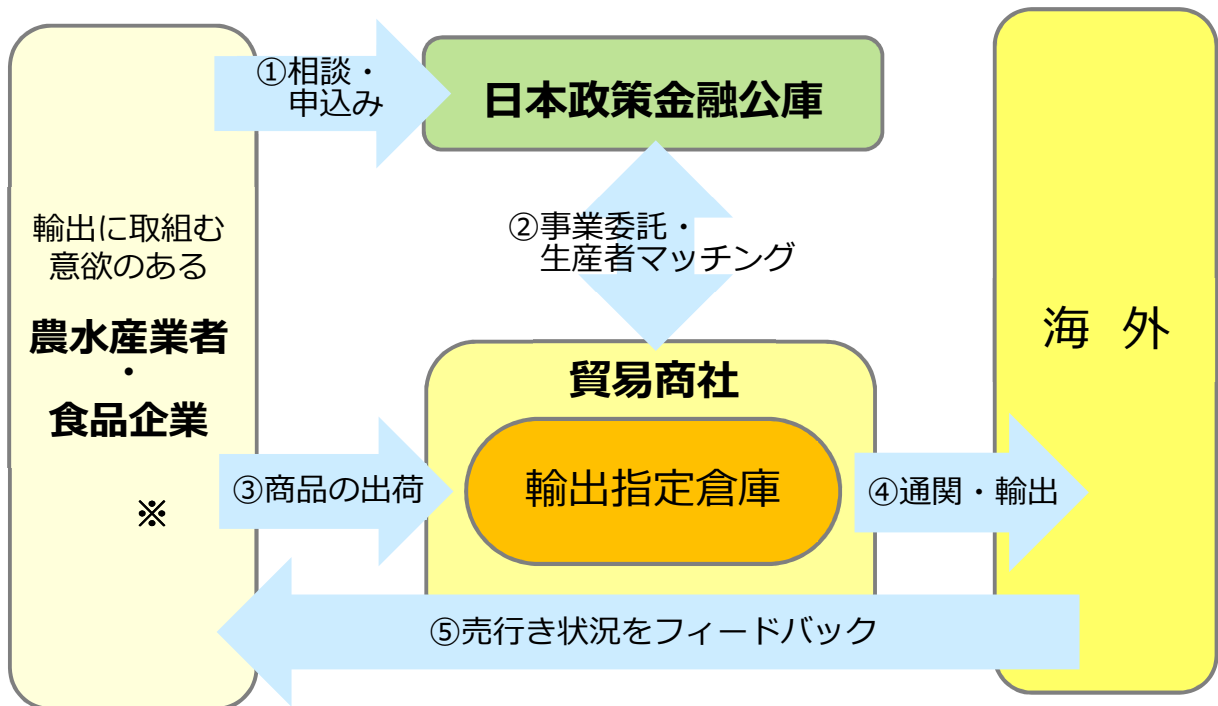 ①相談・
申込み
日本政策金融公庫
②事業委託・
生産者マッチング
輸出に取組む
意欲のある
農水産業者
・
食品企業
※
貿易商社
輸出指定倉庫
海 外
③商品の出荷
④通関・輸出
⑤売行き状況をフィードバック